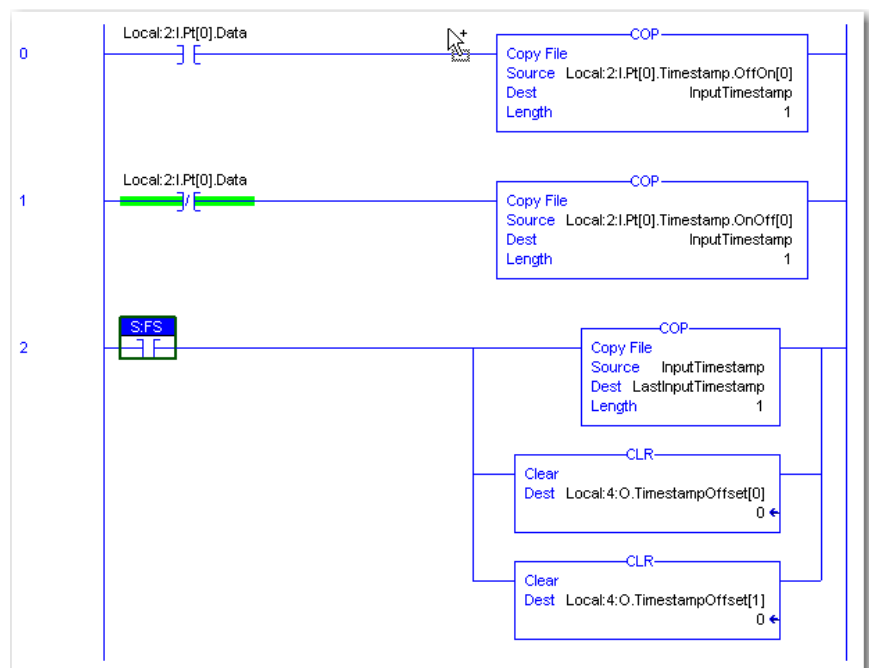 Local:2:I.Pt[0].Data
COP
0
Copy File
Source Local:2:I.Pt[0].Timestamp.OffOn[0]
Dest InputTimestamp
Length 1
Local:2:I.Pt[0].Data
COP
1
Copy File
Source Local:2:I.Pt[0].Timestamp.OnOff[0]
Dest InputTimestamp
Length 1
S:FS
COP
2
Copy File
Source InputTimestamp
Dest LastInputTimestamp
Length 1
CLR
Clear
Dest Local:4:O.TimestampOffset[0]
0
CLR
Clear
Dest Local:4:O.TimestampOffset[1]
0